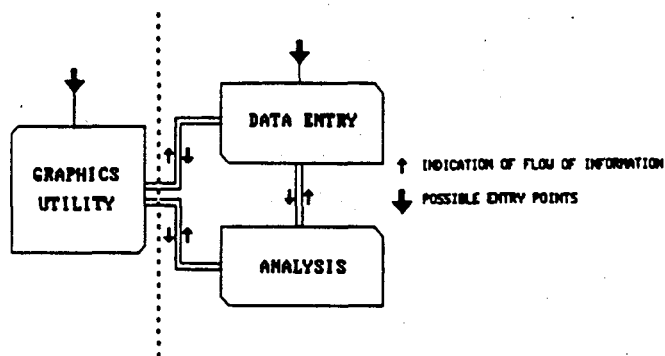 DATA ENTRY
GRAPHICS
UTILITY
ANALYSIS
↑ INDICATION OF FLOW OF INFORMATION
↓ POSSIBLE ENTRY POINTS